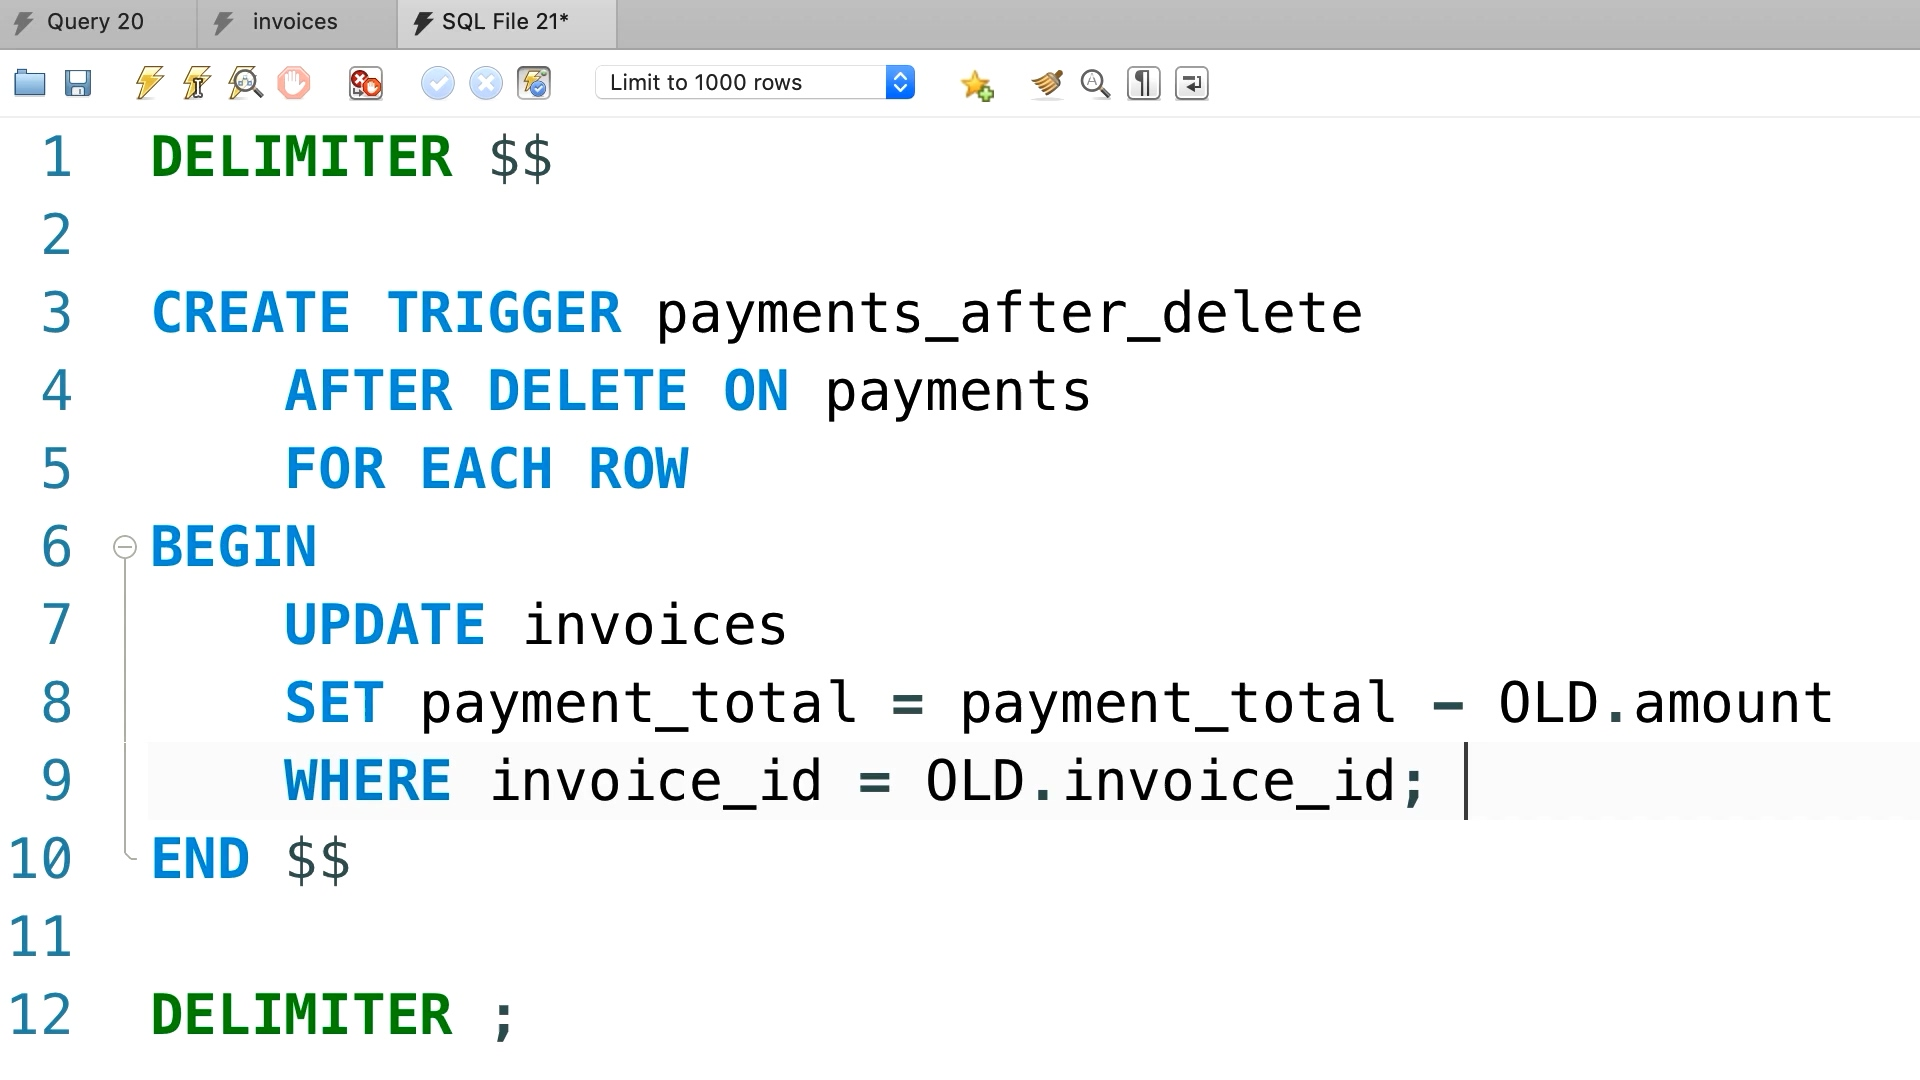 Query 20 invoices SQL File 21*
Limit to 1000 rows
1 DELIMITER $$
2
3 CREATE TRIGGER payments_after_delete
4 AFTER DELETE ON payments
5 FOR EACH ROW
6 BEGIN
7 UPDATE invoices
8 SET payment_total = payment_total - OLD.amount
9 WHERE invoice_id = OLD.invoice_id;
10 END $$
11
12 DELIMITER ;